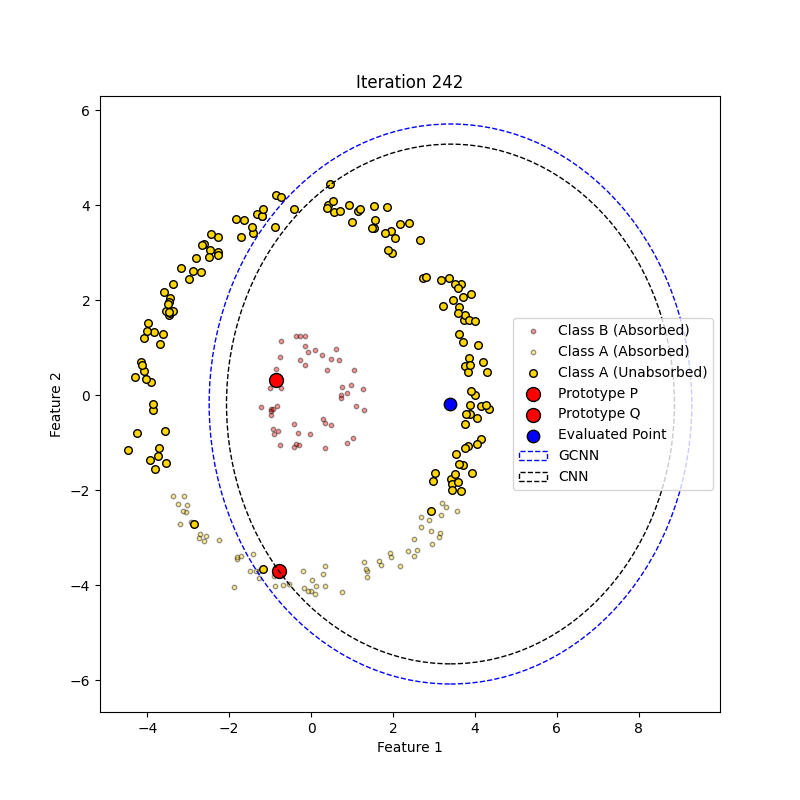 Iteration 242
6
4
2
0
−2
−4
−6
Feature 2
Class B (Absorbed)
Class A (Absorbed)
Class A (Unabsorbed)
Prototype P
Prototype Q
Evaluated Point
GCNN
CNN
−4
−2
0
2
4
6
8
Feature 1